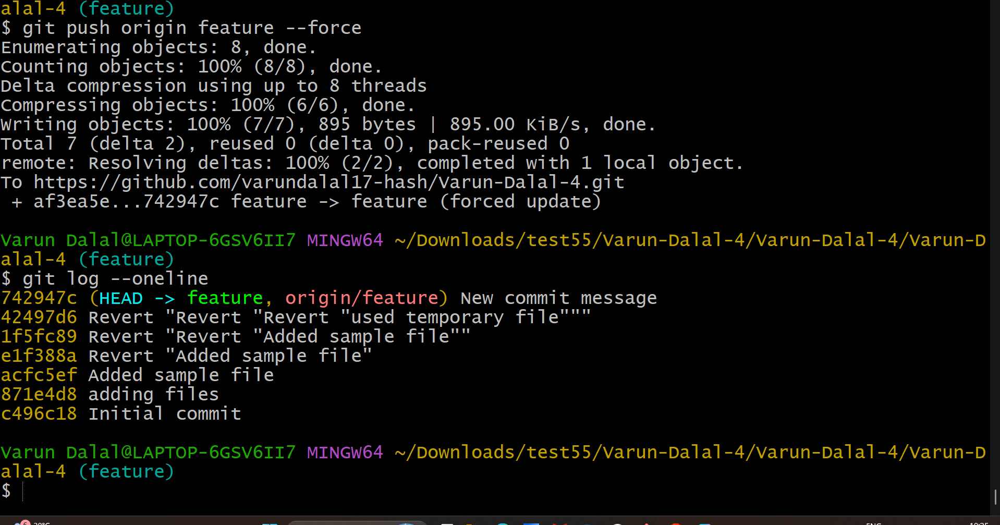 alal-4 (feature)
$ git push origin feature --force
Enumerating objects: 8, done.
Counting objects: 100% (8/8), done.
Delta compression using up to 8 threads
Compressing objects: 100% (6/6), done.
Writing objects: 100% (7/7), 895 bytes | 895.00 KiB/s, done.
Total 7 (delta 2), reused 0 (delta 0), pack-reused 0
remote: Resolving deltas: 100% (2/2), completed with 1 local object.
To https://github.com/varundalal17-hash/Varun-Dalal-4.git
 + af3ea5e...742947c feature -> feature (forced update)
Varun Dalal@LAPTOP-6GSV6II7 MINGW64 ~/Downloads/test55/Varun-Dalal-4/Varun-Dalal-4/Varun-D
alal-4 (feature)
$ git log --oneline
742947c (HEAD -> feature, origin/feature) New commit message
42497d6 Revert "Revert "Revert "used temporary file"""
1f5fc89 Revert "Revert "Added sample file""
e1f388a Revert "Added sample file"
acfc5ef Added sample file
871e4d8 adding files
c496c18 Initial commit
Varun Dalal@LAPTOP-6GSV6II7 MINGW64 ~/Downloads/test55/Varun-Dalal-4/Varun-Dalal-4/Varun-D
alal-4 (feature)
$